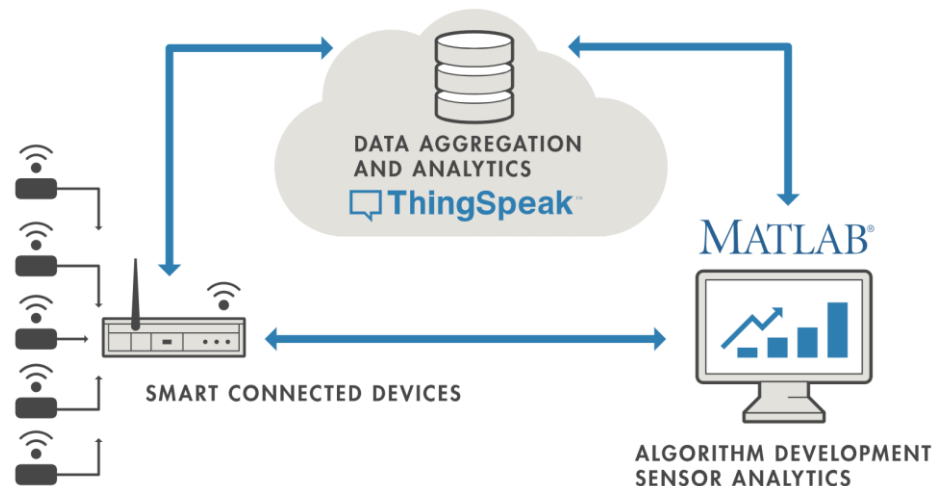 DATA AGGREGATION
AND ANALYTICS
ThingSpeak™
MATLAB®
SMART CONNECTED DEVICES
ALGORITHM DEVELOPMENT
SENSOR ANALYTICS